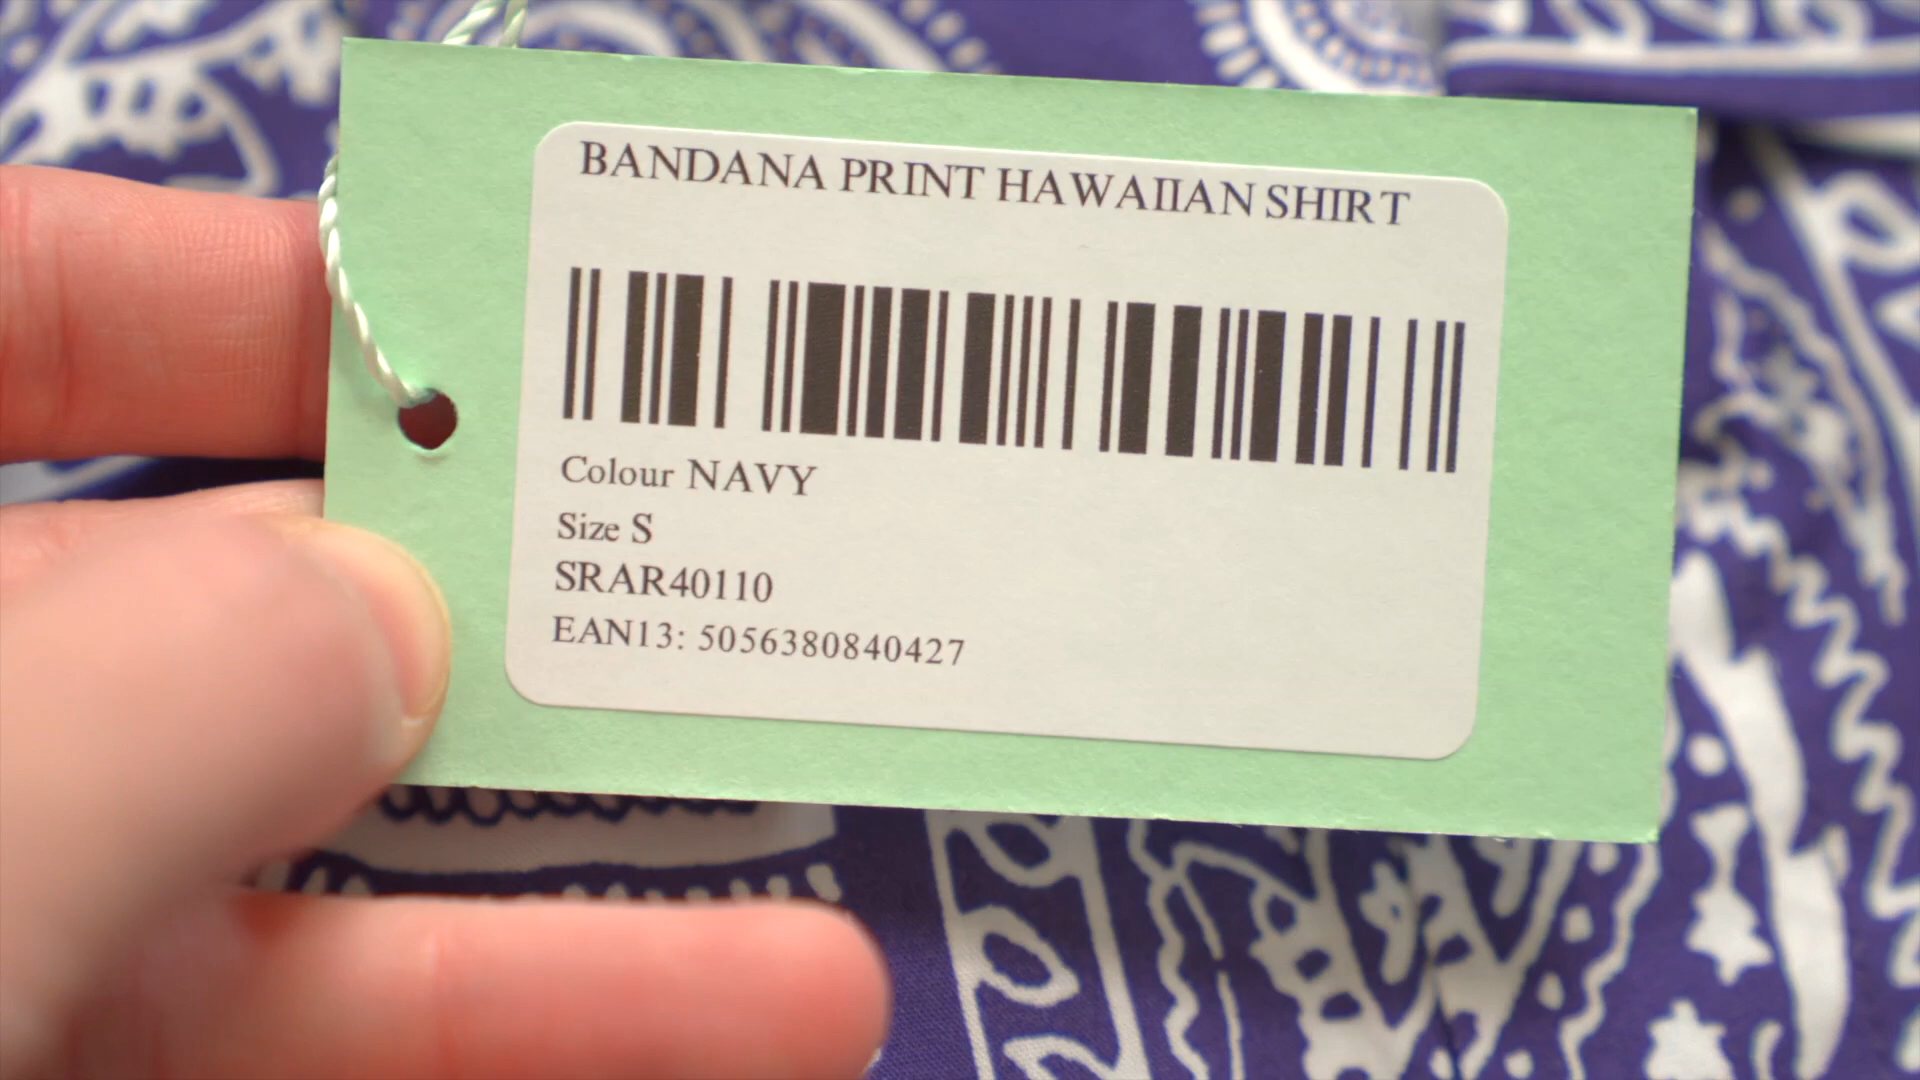 BANDANA PRINT HAWAIIAN SHIRT
Colour NAVY
Size S
SRAR40110
EAN13: 5056380840427